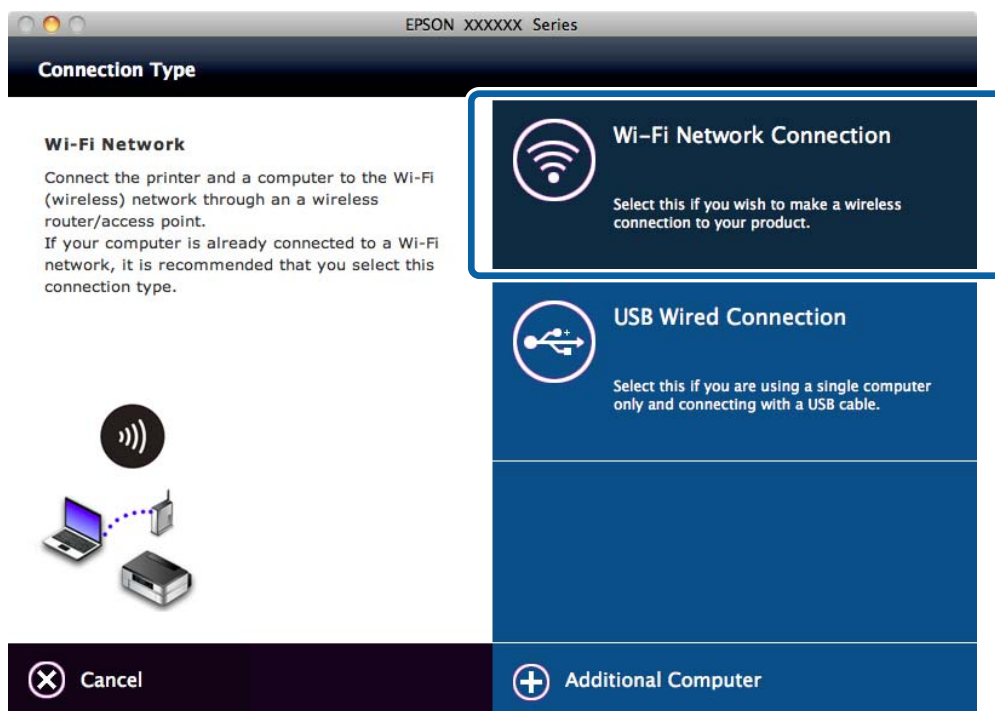 EPSON XXXXXX Series
Connection Type
Wi-Fi Network
Connect the printer and a computer to the Wi-Fi
(wireless) network through an a wireless
router/access point.
If your computer is already connected to a Wi-Fi
network, it is recommended that you select this
connection type.
Wi-Fi Network Connection
Select this if you wish to make a wireless
connection to your product.
USB Wired Connection
Select this if you are using a single computer
only and connecting with a USB cable.
Cancel
Additional Computer